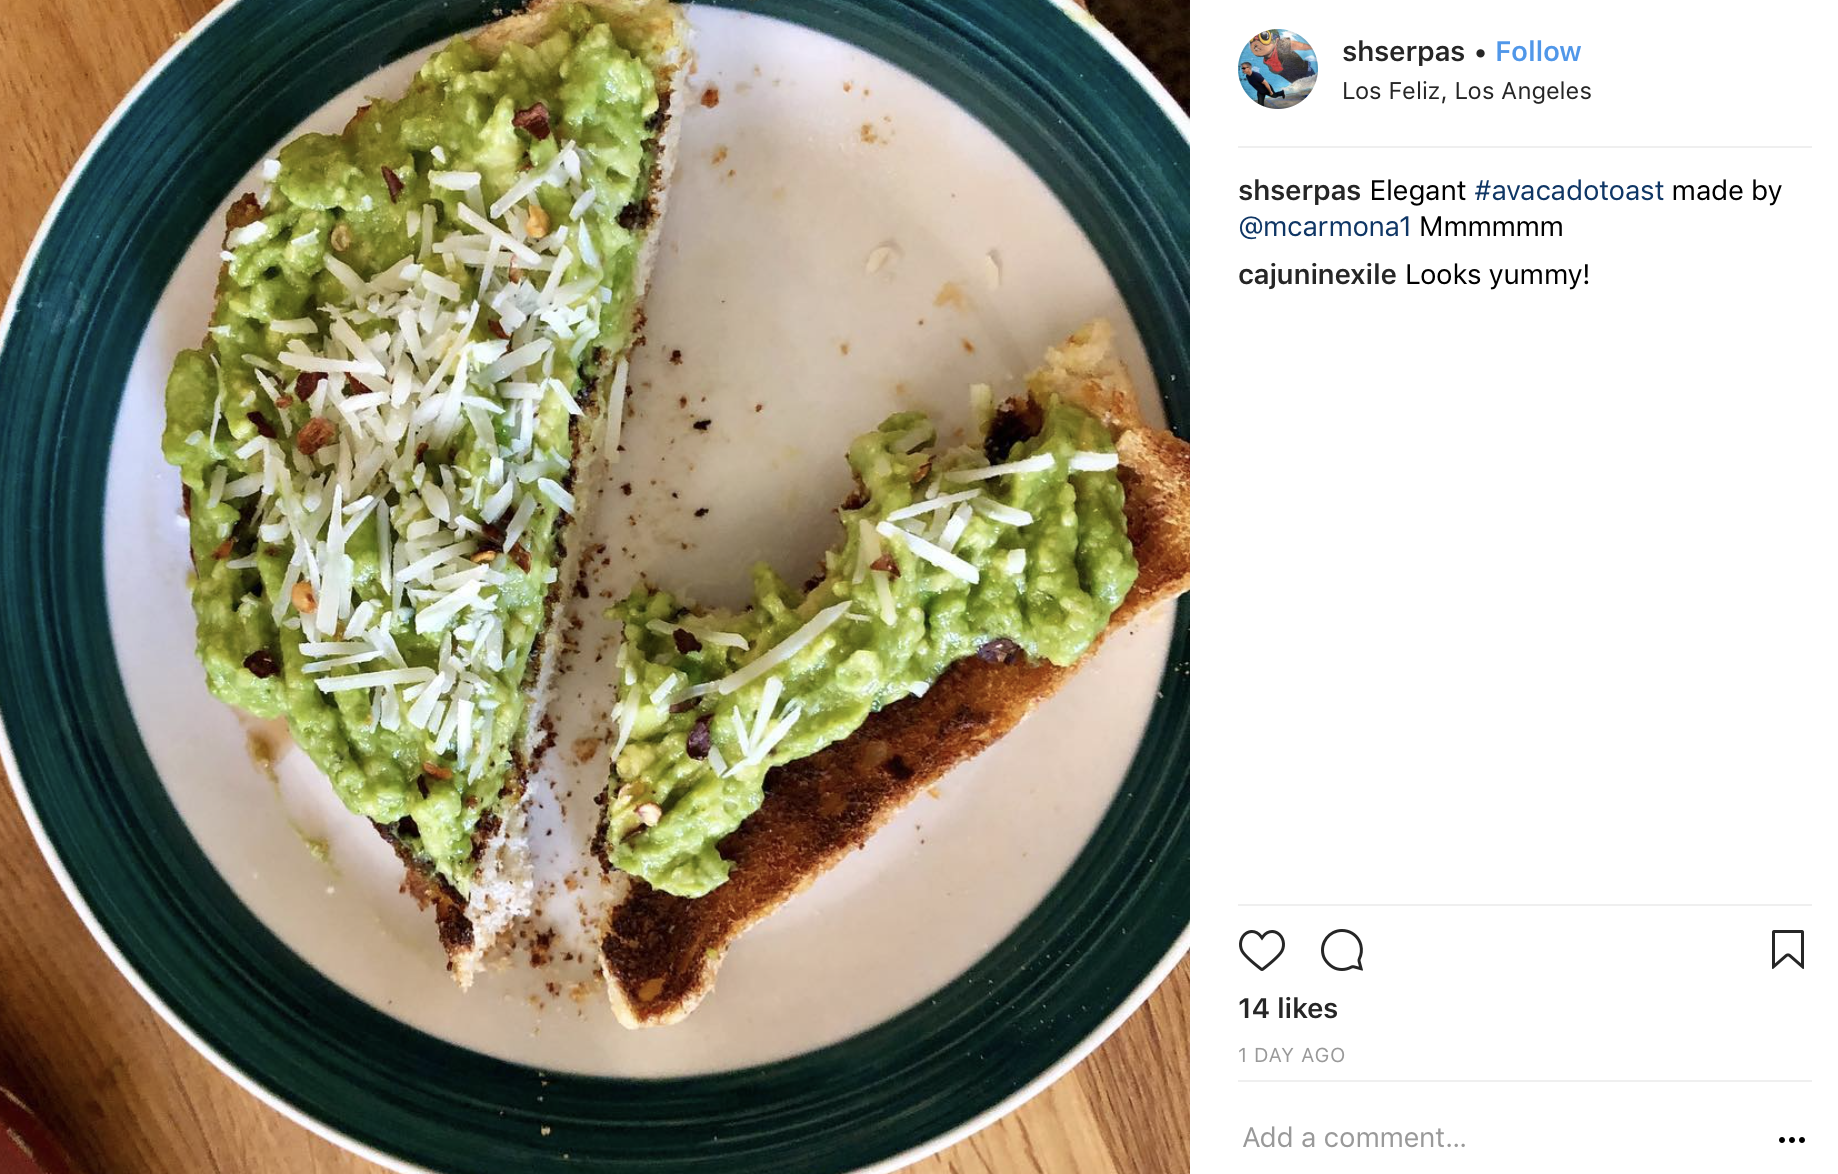 shserpas • Follow
Los Feliz, Los Angeles
shserpas Elegant #avacadotoast made by
@mcarmona1 Mmmmmm
cajuninexile Looks yummy!
14 likes
1 DAY AGO
Add a comment...